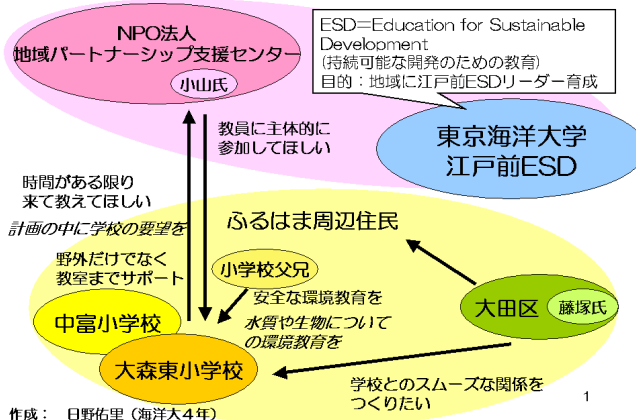 NPO法人
地域パートナーシップ支援センター
小山氏
ESD=Education for Sustainable
Development
(持続可能な開発のための教育)
目的：地域に江戸前ESDリーダー育成
東京海洋大学
江戸前ESD
教員に主体的に
参加してほしい
時間がある限り
来て教えてほしい
計画の中に学校の要望を
野外だけでなく
教室までサポート
ふるはま周辺住民
小学校父兄
安全な環境教育を
水質や生物について
の環境教育を
中富小学校
大森東小学校
大田区
藤塚氏
学校とのスムーズな関係を
つくりたい
1
作成： 日野佑里（海洋大４年）